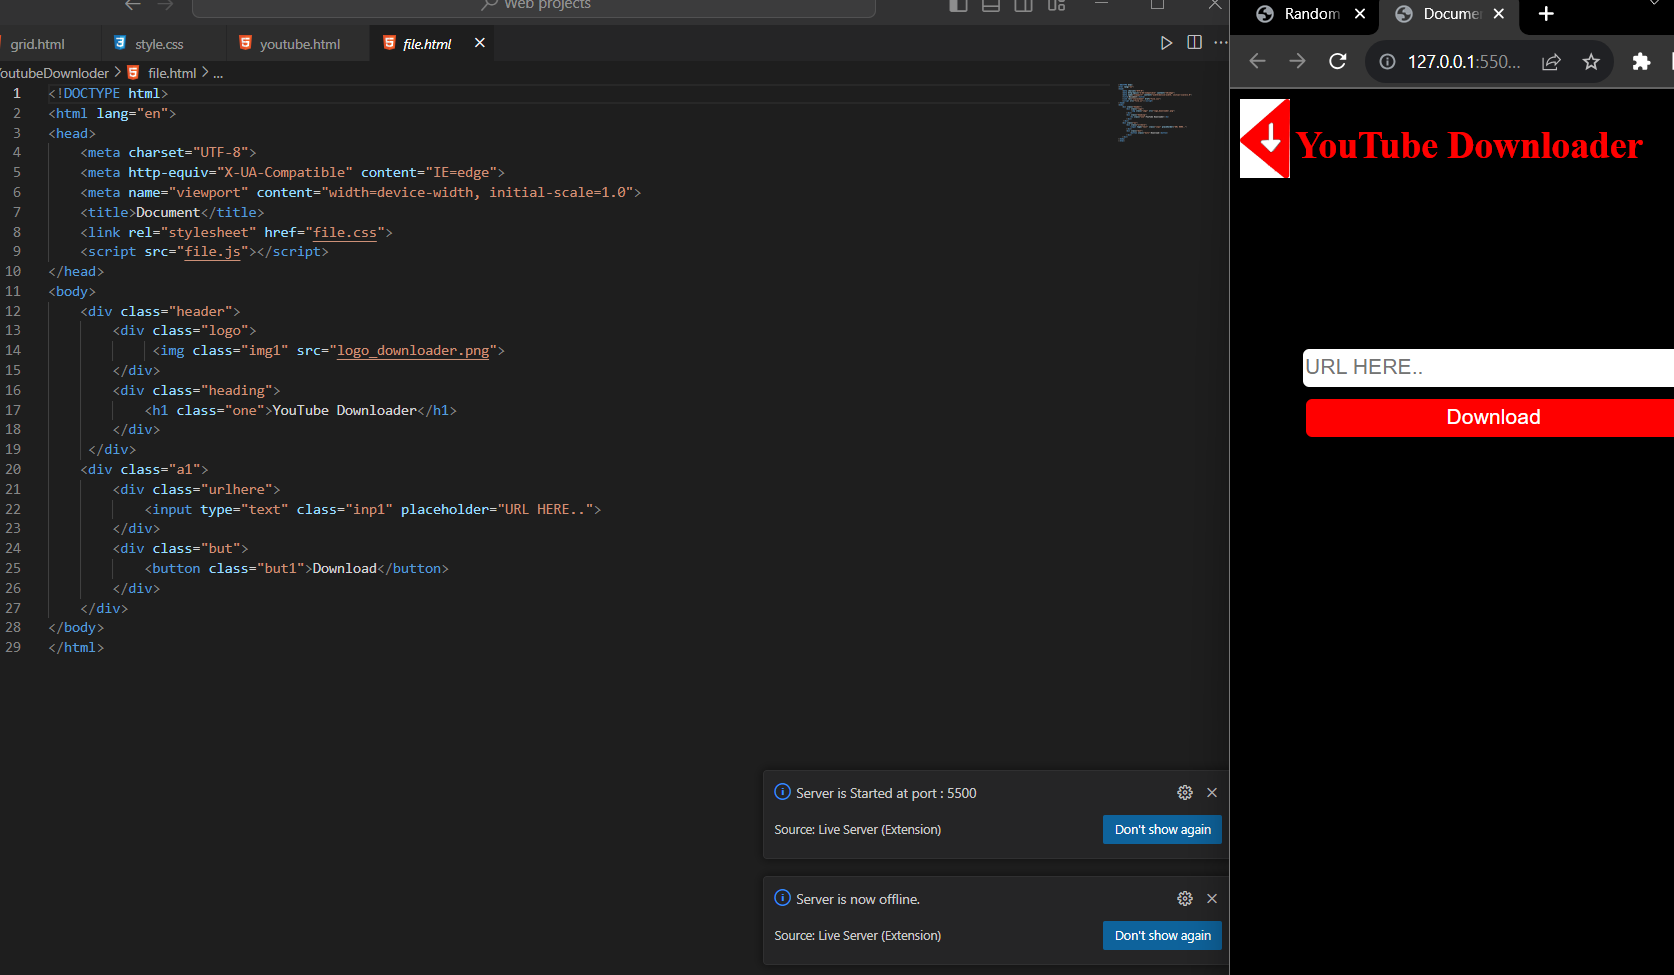 Web projects
grid.html
style.css
youtube.html
file.html
outubeDownloder > file.html > ...
1 <!DOCTYPE html>
2 <html lang="en">
3 <head>
4 <meta charset="UTF-8">
5 <meta http-equiv="X-UA-Compatible" content="IE=edge">
6 <meta name="viewport" content="width=device-width, initial-scale=1.0">
7 <title>Document</title>
8 <link rel="stylesheet" href="file.css">
9 <script src="file.js"></script>
10 </head>
11 <body>
12 <div class="header">
13 <div class="logo">
14 <img class="img1" src="logo_downloader.png">
15 </div>
16 <div class="heading">
17 <h1 class="one">YouTube Downloader</h1>
18 </div>
19 </div>
20 <div class="a1">
21 <div class="urlhere">
22 <input type="text" class="inp1" placeholder="URL HERE..">
23 </div>
24 <div class="but">
25 <button class="but1">Download</button>
26 </div>
27 </div>
28 </body>
29 </html>
Server is Started at port : 5500
Source: Live Server (Extension)
Don't show again
Server is now offline.
Source: Live Server (Extension)
Don't show again
Random
Docume
127.0.0.1:550...
YouTube Downloader
URL HERE..
Download